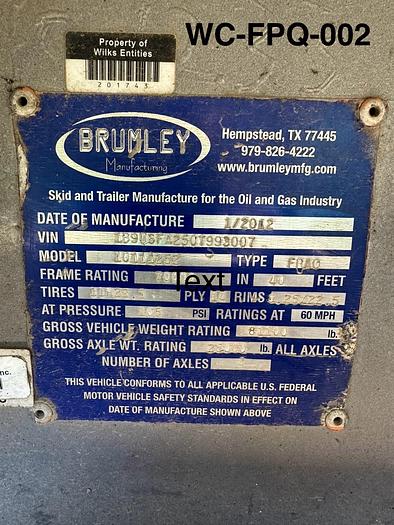 WC-FPQ-002
Property of
Wilks Entities
201743
BRUMLEY
Manufacturing
Hempstead, TX 77445
979-826-4222
www.brumleymfg.com
Skid and Trailer Manufacture for the Oil and Gas Industry
DATE OF MANUFACTURE 1/2012
VIN
MODEL TYPE FRAC
FRAME RATING IN 40 FEET
Text
TIRES PLY RIMS
AT PRESSURE PSI RATINGS AT 60 MPH
GROSS VEHICLE WEIGHT RATING lb.
GROSS AXLE WT. RATING lb. ALL AXLES
NUMBER OF AXLES
THIS VEHICLE CONFORMS TO ALL APPLICABLE U.S. FEDERAL
MOTOR VEHICLE SAFETY STANDARDS IN EFFECT ON
DATE OF MANUFACTURE SHOWN ABOVE
nc.